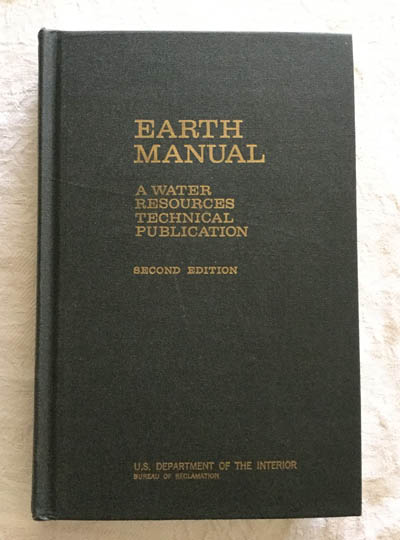 EARTH
MANUAL
A WATER
RESOURCES
TECHNICAL
PUBLICATION
SECOND EDITION
U.S. DEPARTMENT OF THE INTERIOR
BUREAU OF RECLAMATION